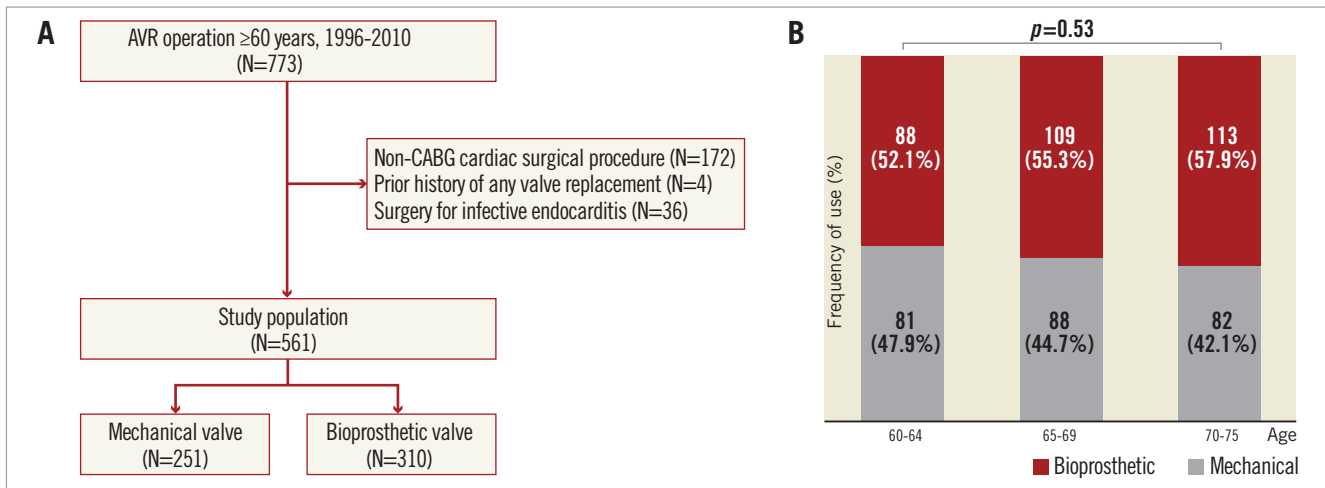 A
AVR operation ≥60 years, 1996-2010
(N=773)
Non-CABG cardiac surgical procedure (N=172)
Prior history of any valve replacement (N=4)
Surgery for infective endocarditis (N=36)
Study population
(N=561)
Mechanical valve
(N=251)
Bioprosthetic valve
(N=310)
B
p=0.53
Frequency of use (%)
88
(52.1%)
109
(55.3%)
113
(57.9%)
81
(47.9%)
88
(44.7%)
82
(42.1%)
60-64 65-69 70-75 Age
Bioprosthetic Mechanical